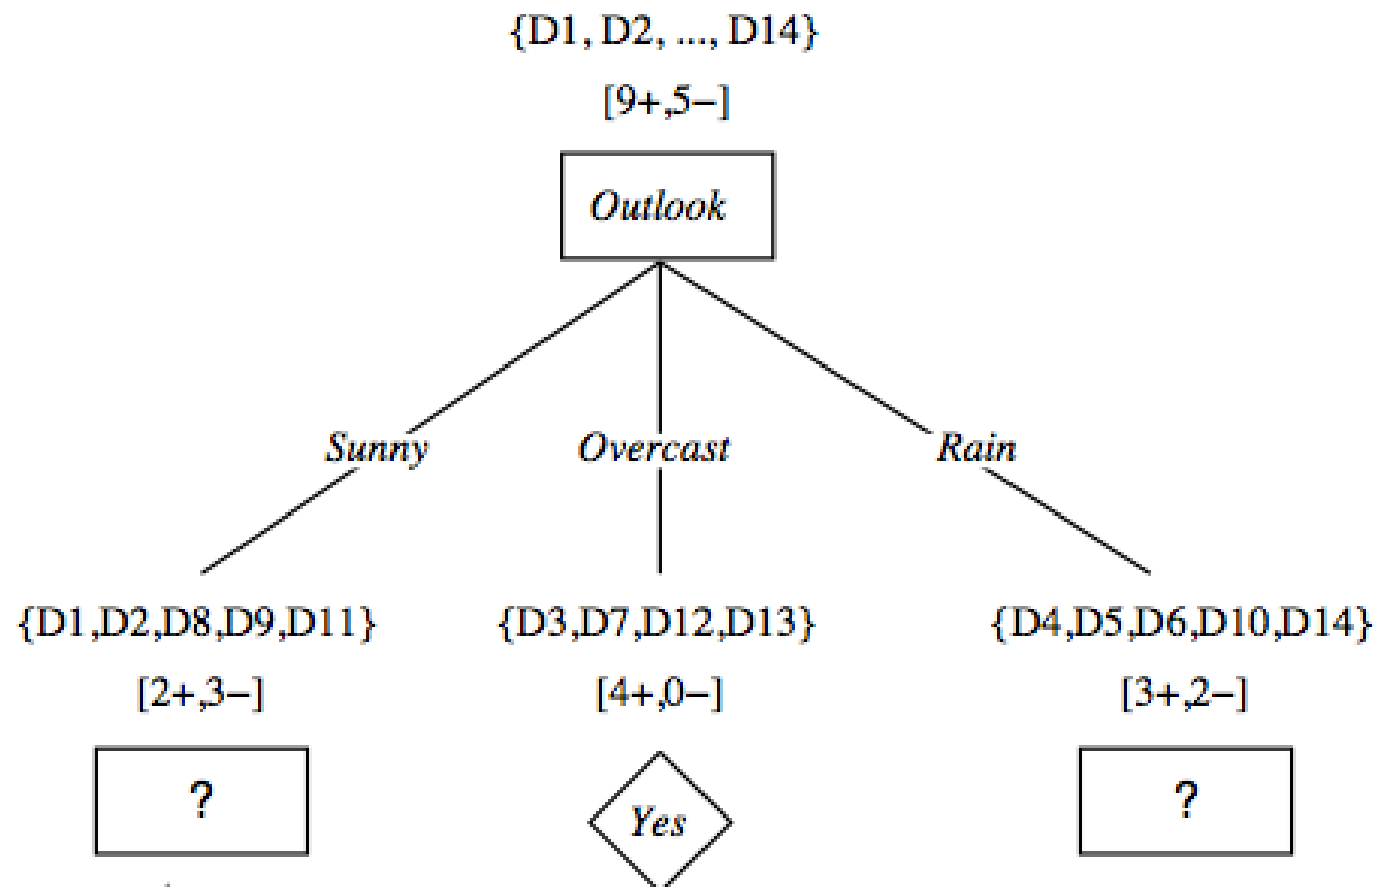 {D1, D2, ..., D14}
[9+,5−]
Outlook
Sunny Overcast Rain
{D1,D2,D8,D9,D11} {D3,D7,D12,D13} {D4,D5,D6,D10,D14}
[2+,3−] [4+,0−] [3+,2−]
? Yes ?